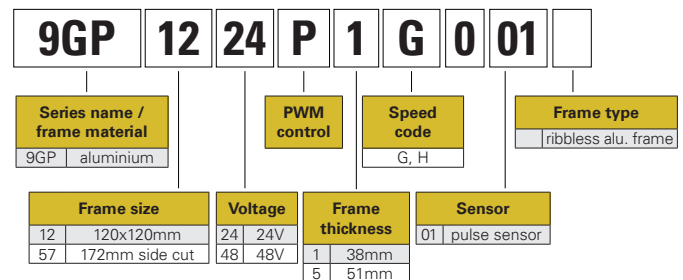 9GP 12 24 P 1 G 0 01
Series name /
frame material
9GP aluminium
PWM
control
Speed
code
G, H
Frame type
ribbless alu. frame
Frame size
12 120x120mm
57 172mm side cut
Voltage
24 24V
48 48V
Frame
thickness
1 38mm
5 51mm
Sensor
01 pulse sensor